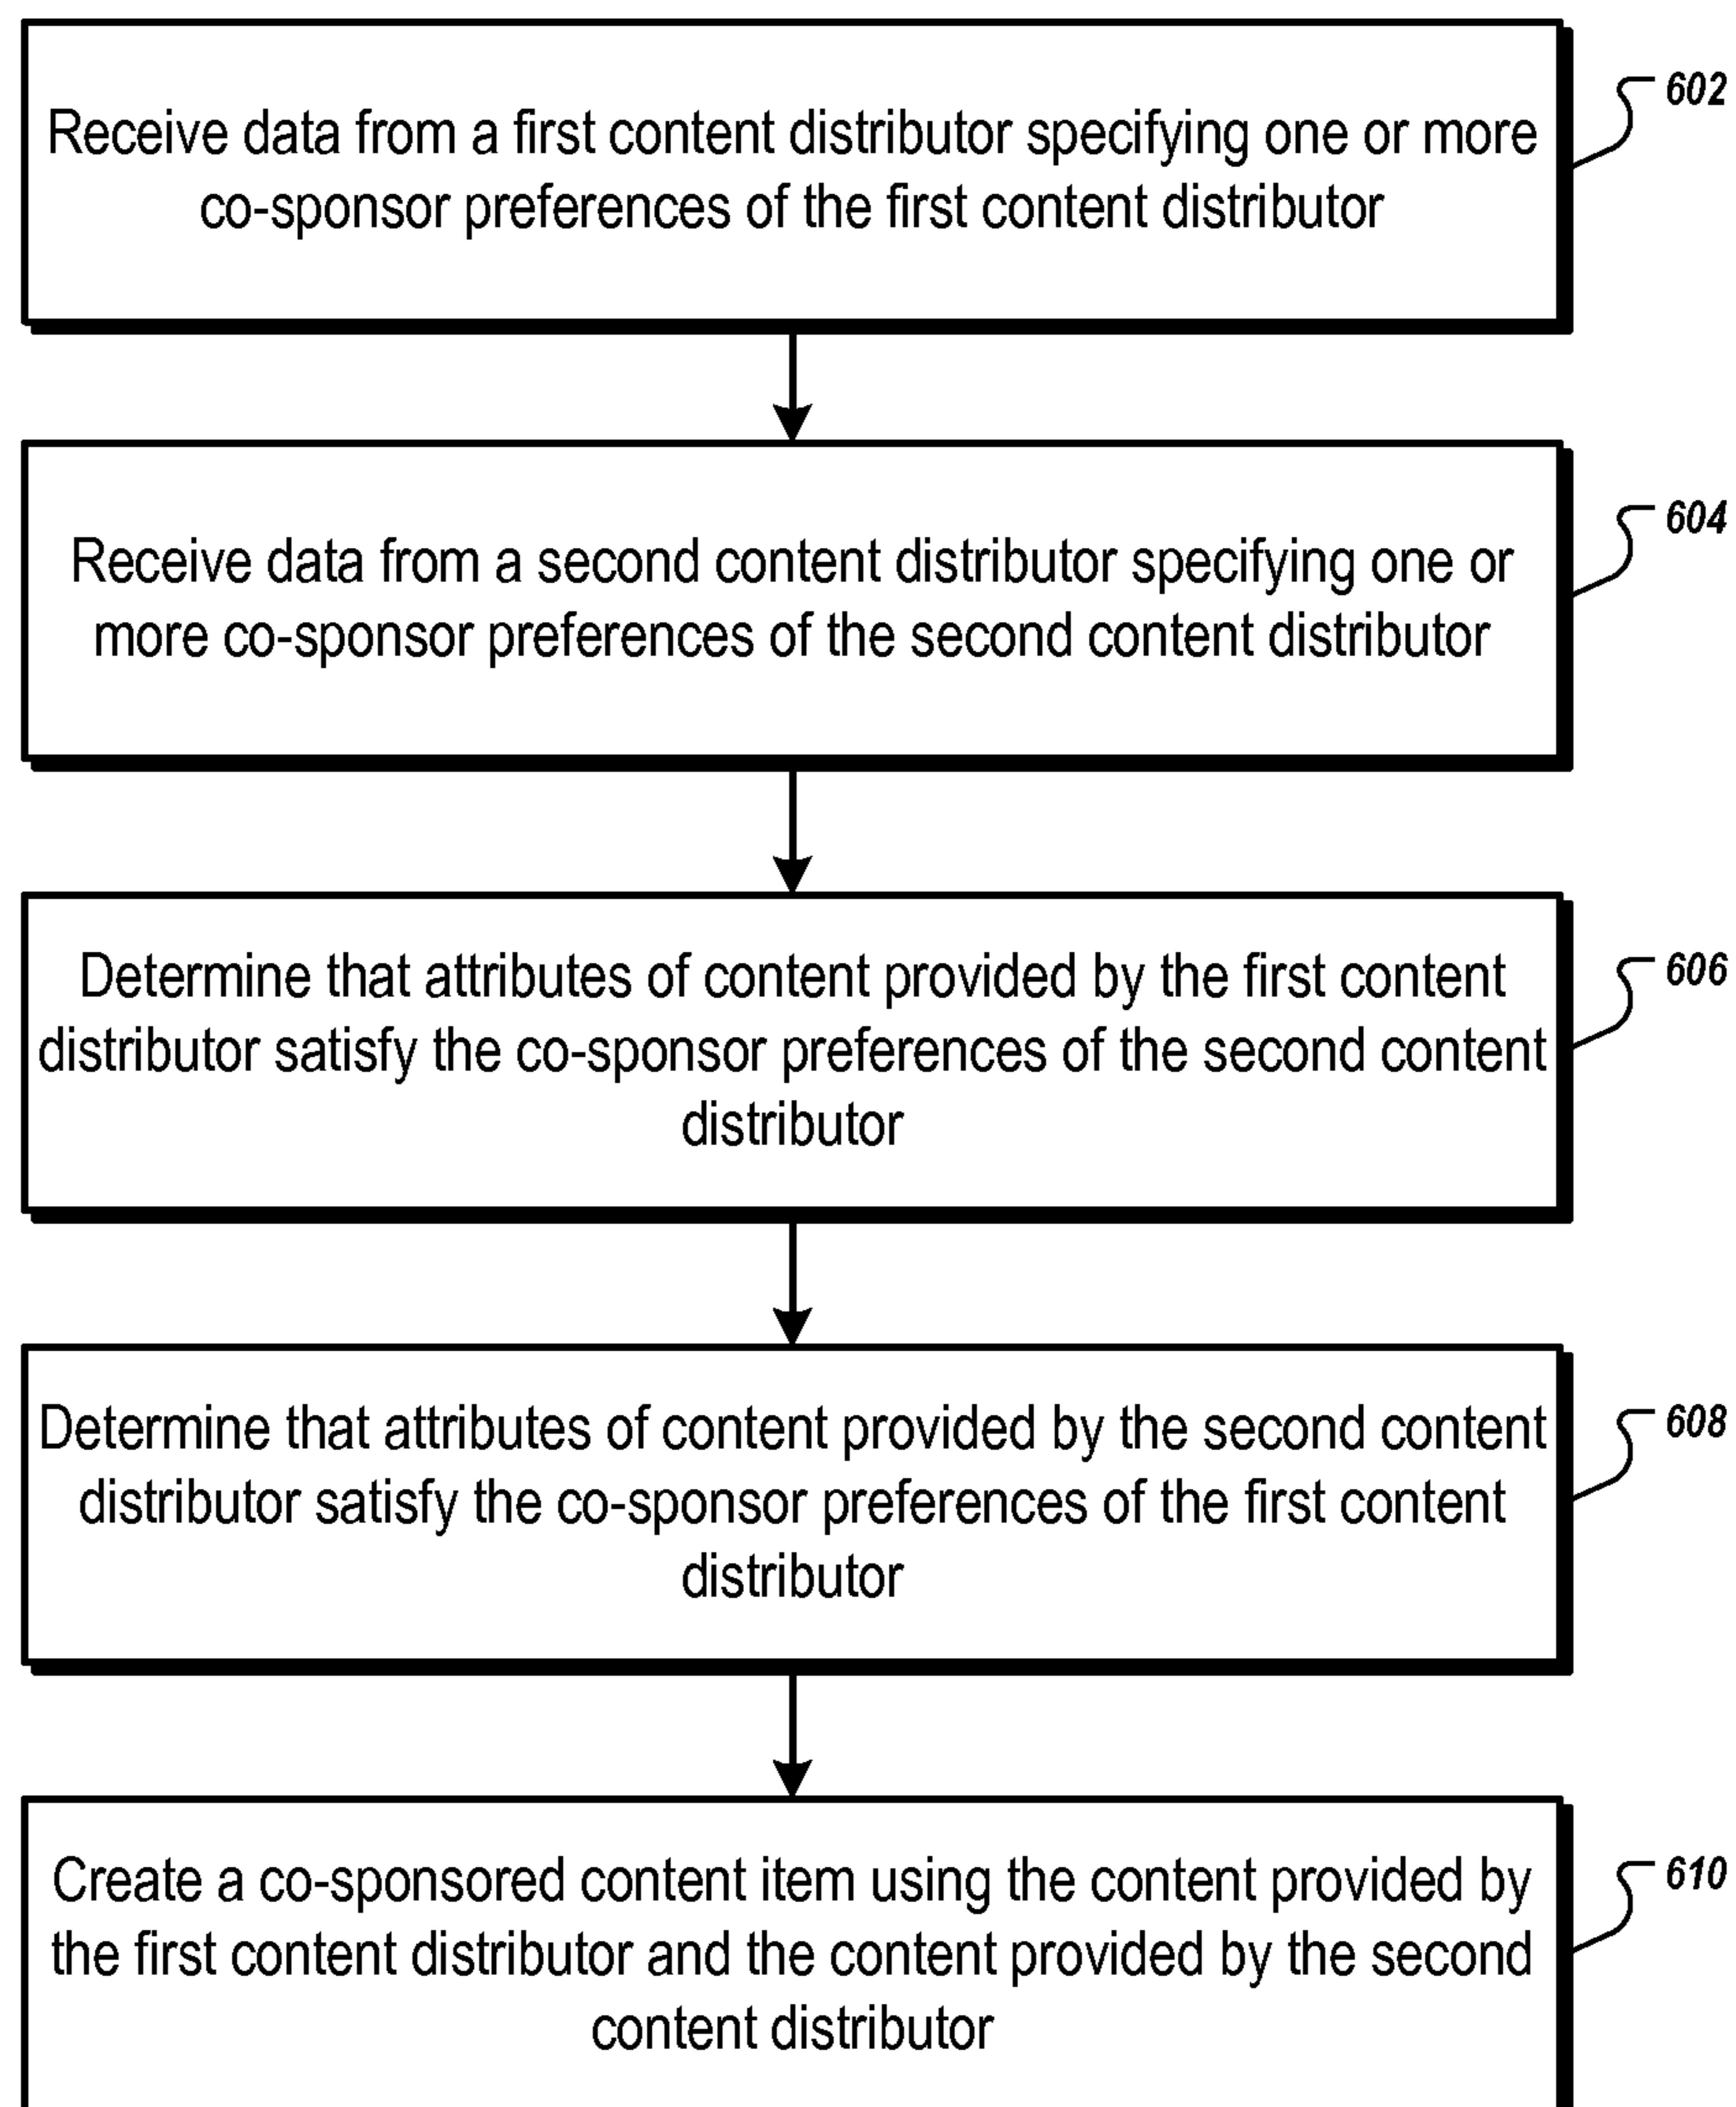 Receive data from a first content distributor specifying one or more
co-sponsor preferences of the first content distributor
602
Receive data from a second content distributor specifying one or
more co-sponsor preferences of the second content distributor
604
Determine that attributes of content provided by the first content
distributor satisfy the co-sponsor preferences of the second content
distributor
606
Determine that attributes of content provided by the second content
distributor satisfy the co-sponsor preferences of the first content
distributor
608
Create a co-sponsored content item using the content provided by
the first content distributor and the content provided by the second
content distributor
610